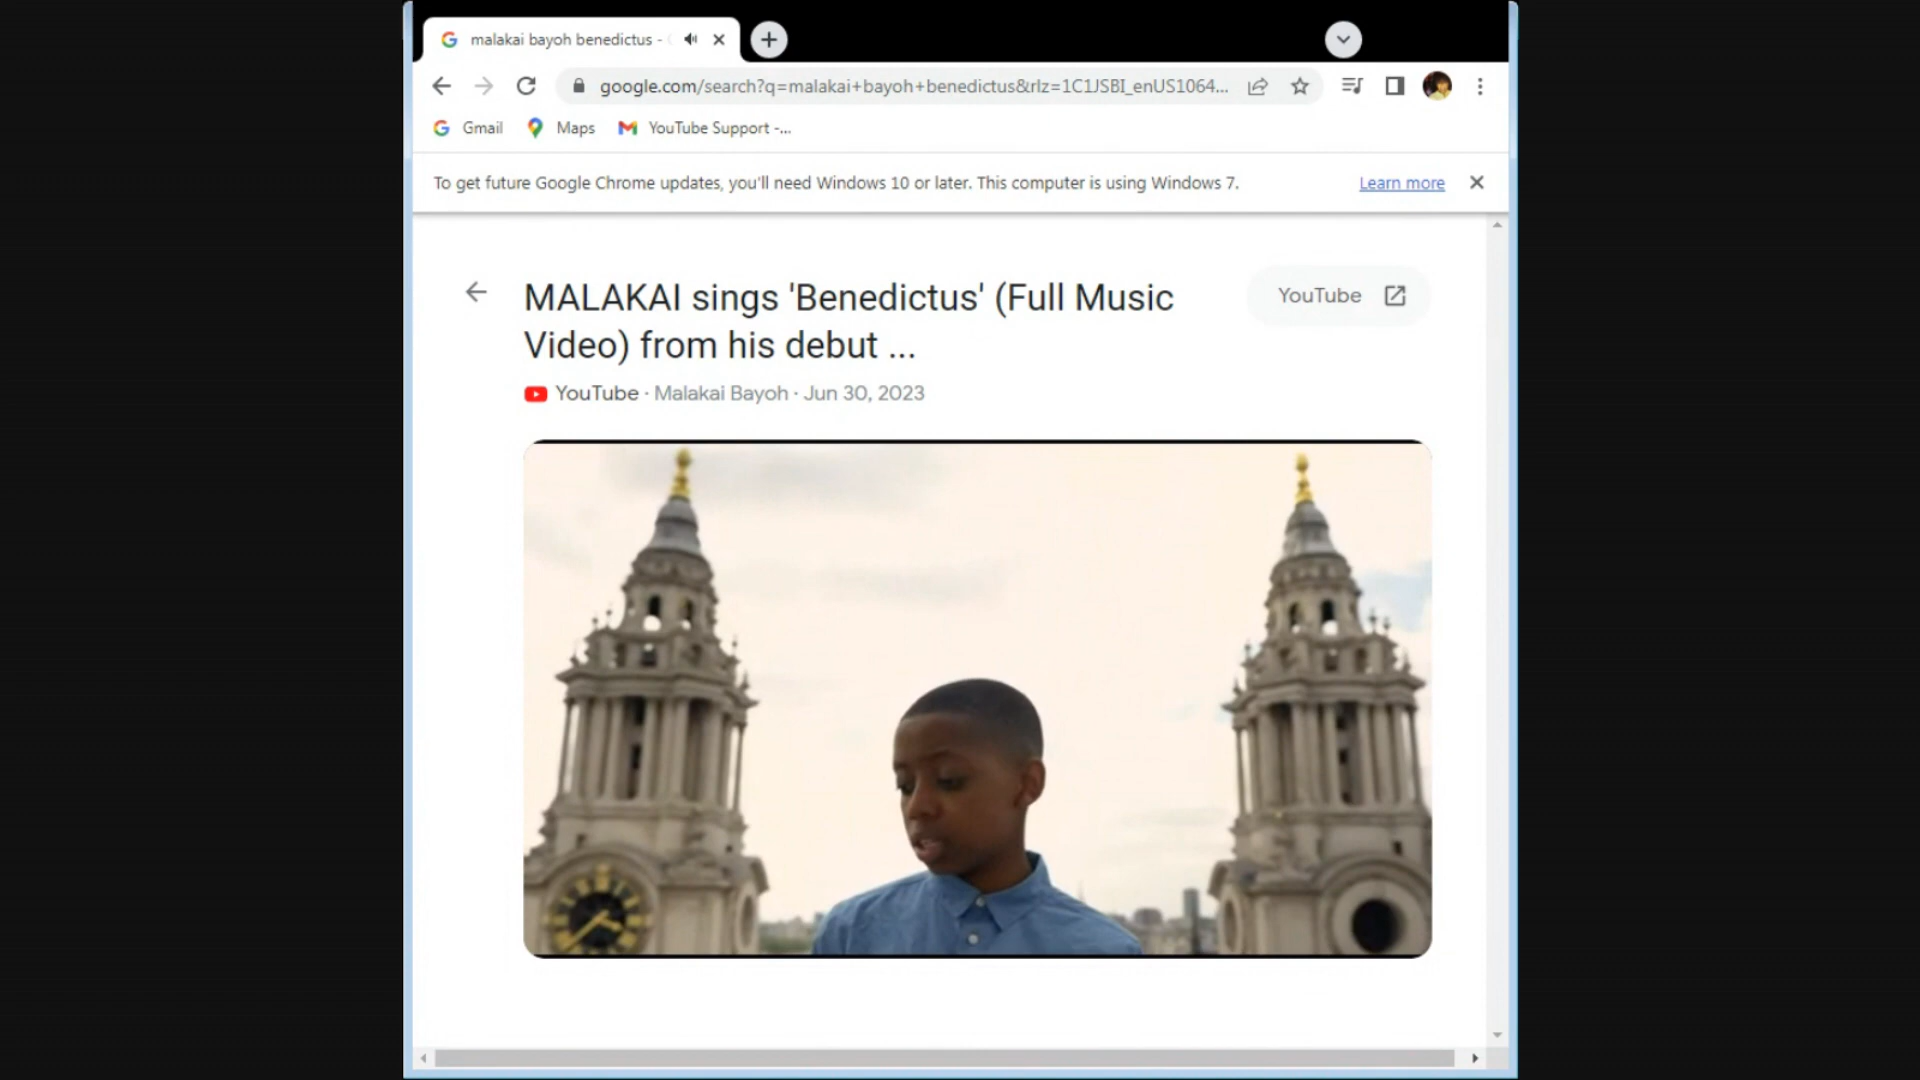 malakai bayoh benedictus -
google.com/search?q=malakai+bayoh+benedictus&rlz=1C1JSBI_enUS1064...
Gmail Maps YouTube Support -...
To get future Google Chrome updates, you'll need Windows 10 or later. This computer is using Windows 7. Learn more
MALAKAI sings 'Benedictus' (Full Music
Video) from his debut ...
YouTube
YouTube · Malakai Bayoh · Jun 30, 2023